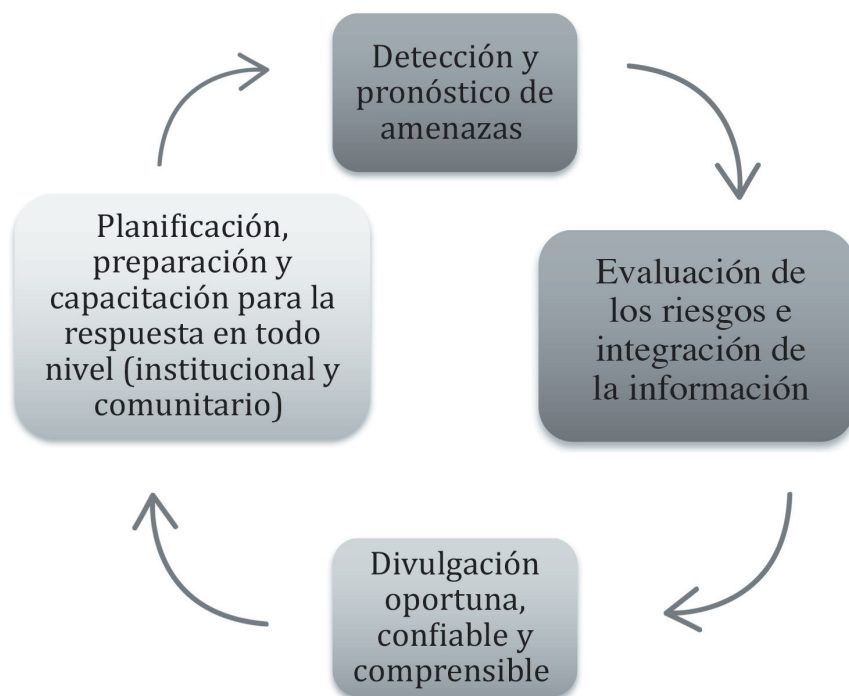 Detección y
pronóstico de
amenazas
Evaluación de
los riesgos e
integración de
la información
Divulgación
oportuna,
confiable y
comprensible
Planificación,
preparación y
capacitación para la
respuesta en todo
nivel (institucional y
comunitario)